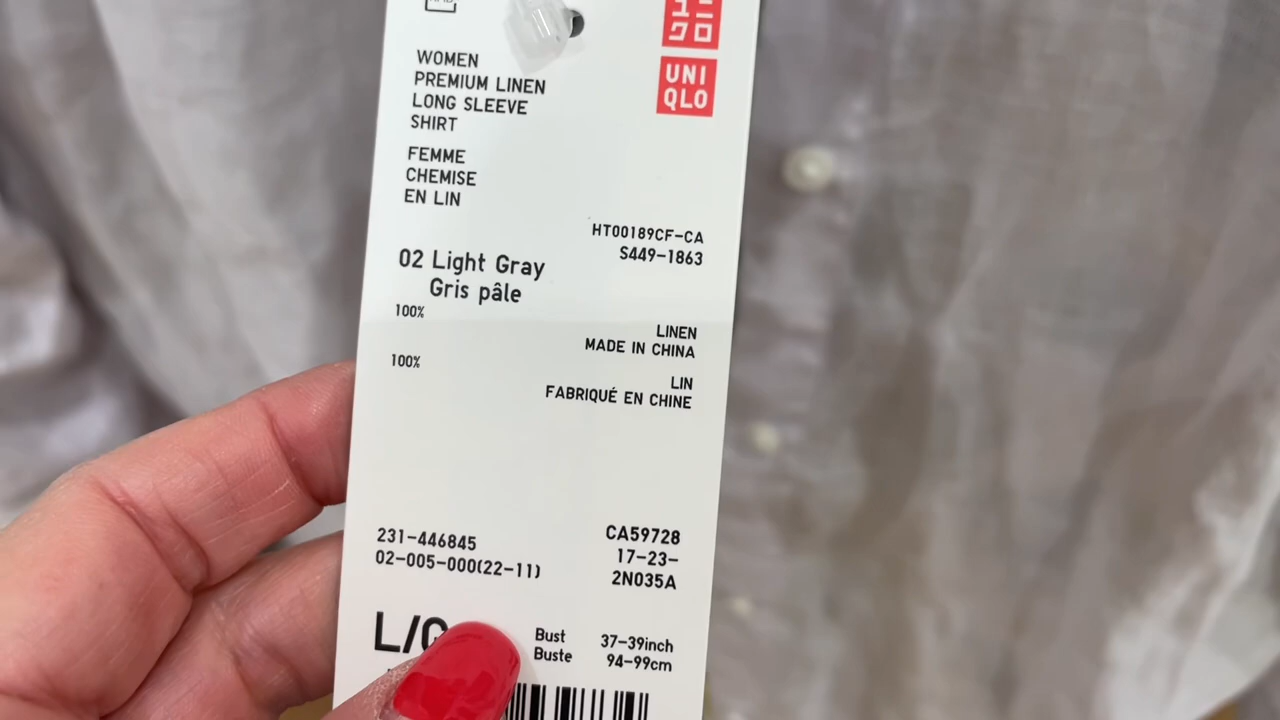 UNI
QLO
WOMEN
PREMIUM LINEN
LONG SLEEVE
SHIRT
FEMME
CHEMISE
EN LIN
HT00189CF-CA
S449-1863
02 Light Gray
Gris pâle
100%
LINEN
MADE IN CHINA
100%
LIN
FABRIQUÉ EN CHINE
231-446845
02-005-000(22-11)
CA59728
17-23-
2N035A
L/G
Bust 37-39inch
Buste 94-99cm